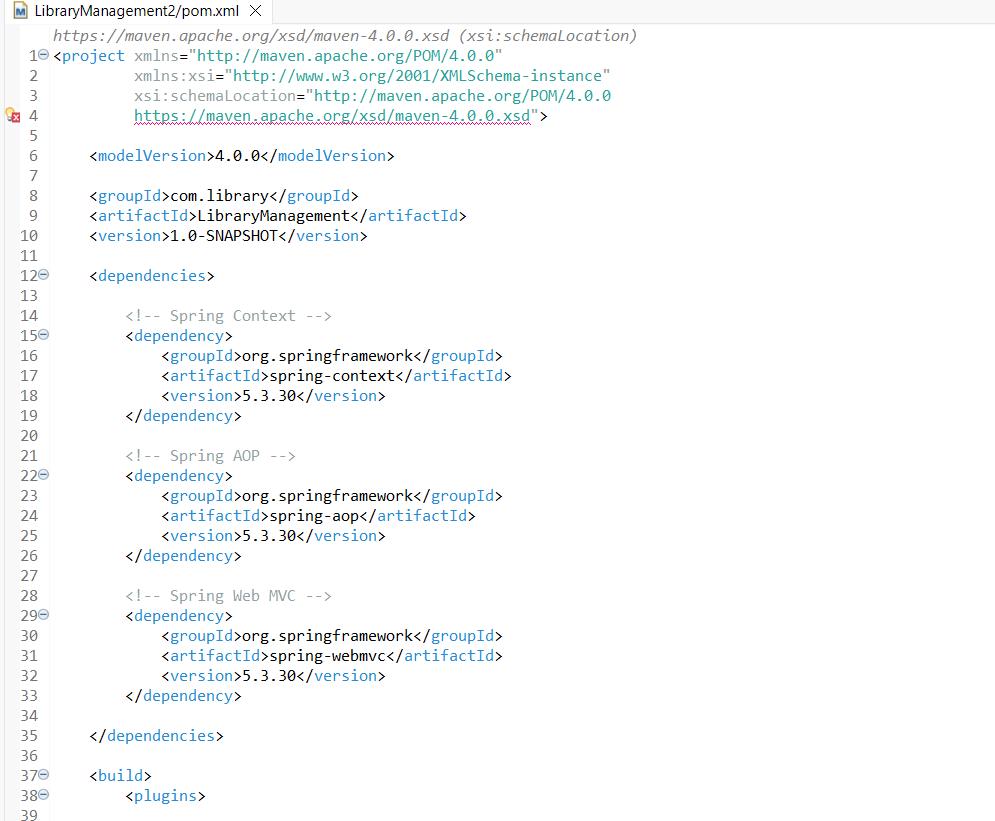 LibraryManagement2/pom.xml
https://maven.apache.org/xsd/maven-4.0.0.xsd (xsi:schemaLocation)
1 <project xmlns="http://maven.apache.org/POM/4.0.0"
2 xmlns:xsi="http://www.w3.org/2001/XMLSchema-instance"
3 xsi:schemaLocation="http://maven.apache.org/POM/4.0.0
4 https://maven.apache.org/xsd/maven-4.0.0.xsd">
5
6 <modelVersion>4.0.0</modelVersion>
7
8 <groupId>com.library</groupId>
9 <artifactId>LibraryManagement</artifactId>
10 <version>1.0-SNAPSHOT</version>
11
12 <dependencies>
13
14 <!-- Spring Context -->
15 <dependency>
16 <groupId>org.springframework</groupId>
17 <artifactId>spring-context</artifactId>
18 <version>5.3.30</version>
19 </dependency>
20
21 <!-- Spring AOP -->
22 <dependency>
23 <groupId>org.springframework</groupId>
24 <artifactId>spring-aop</artifactId>
25 <version>5.3.30</version>
26 </dependency>
27
28 <!-- Spring Web MVC -->
29 <dependency>
30 <groupId>org.springframework</groupId>
31 <artifactId>spring-webmvc</artifactId>
32 <version>5.3.30</version>
33 </dependency>
34
35 </dependencies>
36
37 <build>
38 <plugins>
39